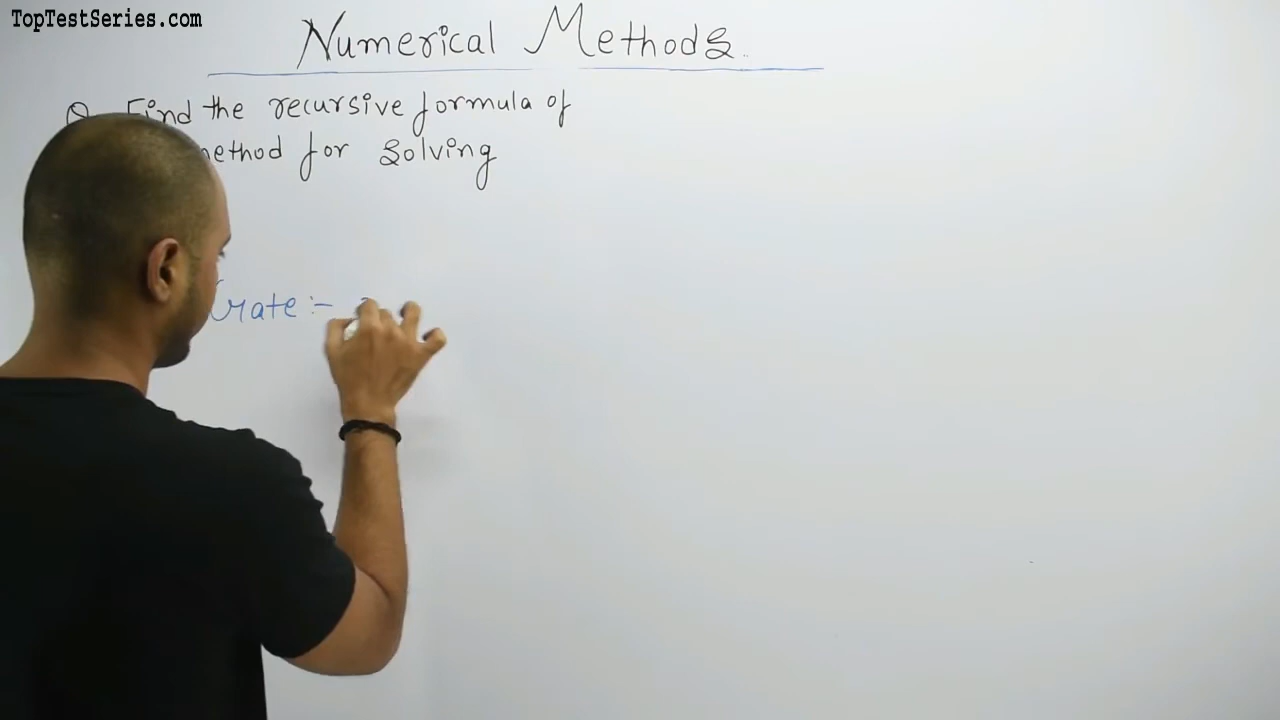 TopTestSeries.com
Numerical Methods.
Q Find the recursive formula of
method for solving
rate :-